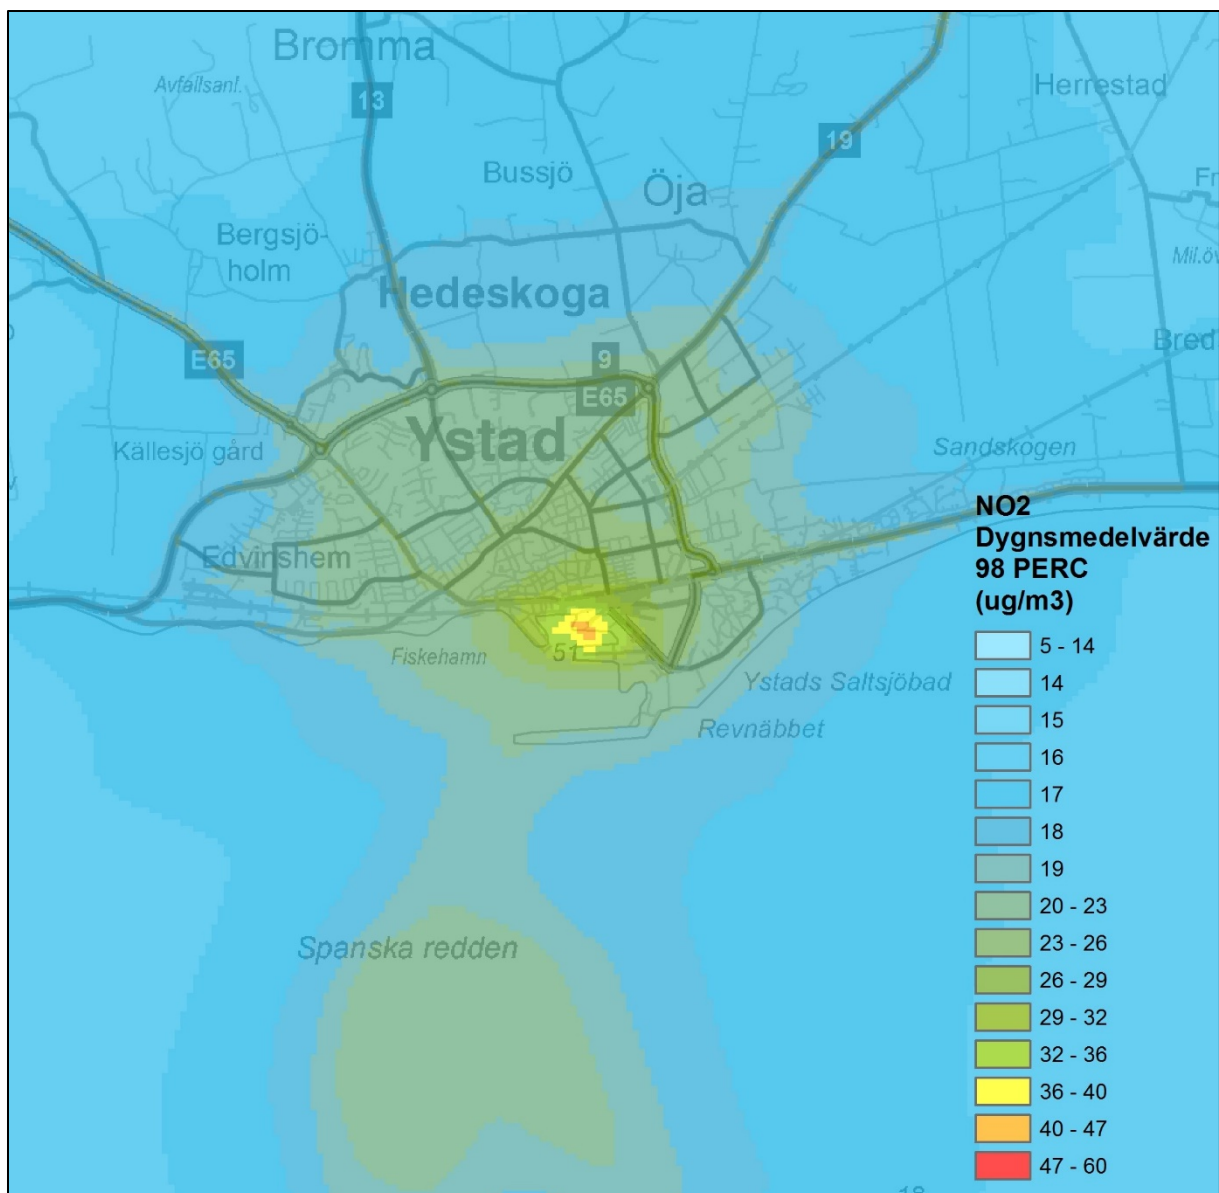 Bromma
Avfallsanl.
13
Herrestad
19
Bussjö
Öja
Fr
Bergsjö-
holm
Mil.öv
Hedeskoga
E65
9
E65
Bred
Ystad
Källesjö gård
Sandskogen
Edvinshem
Fiskehamn
51
Ystads Saltsjöbad
Revnäbbet
Spanska redden
NO2
Dygnsmedelvärde
98 PERC
(ug/m3)
5 - 14
14
15
16
17
18
19
20 - 23
23 - 26
26 - 29
29 - 32
32 - 36
36 - 40
40 - 47
47 - 60